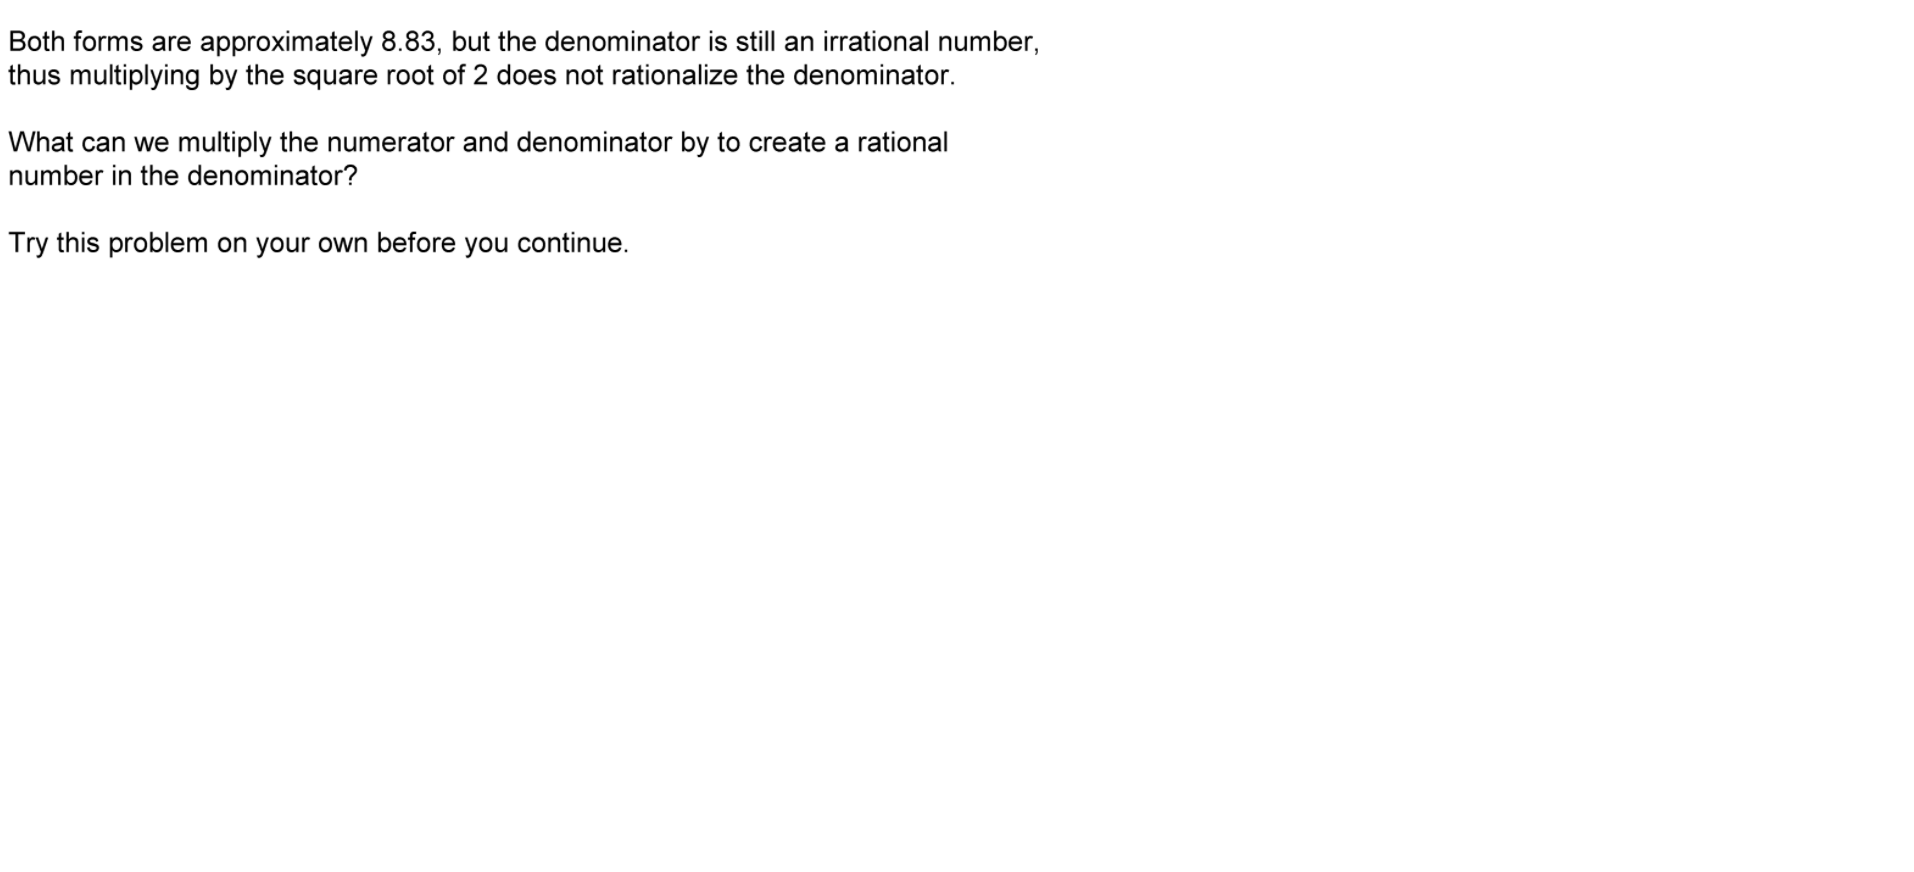 Both forms are approximately 8.83, but the denominator is still an irrational number,
thus multiplying by the square root of 2 does not rationalize the denominator.
What can we multiply the numerator and denominator by to create a rational
number in the denominator?
Try this problem on your own before you continue.